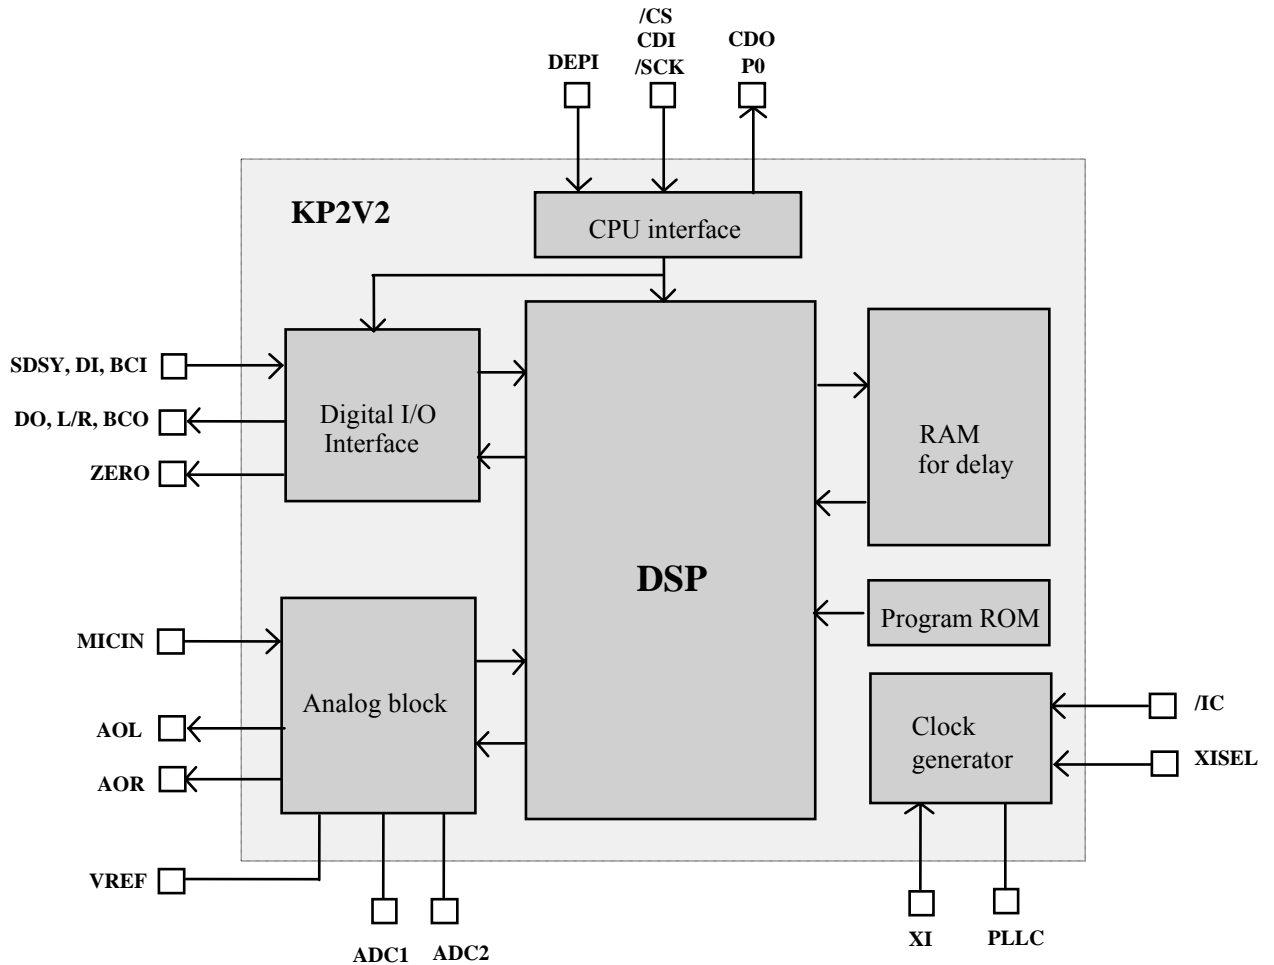 /CS
CDI
/SCK
DEPI
CDO
P0
KP2V2
CPU interface
SDSY, DI, BCI
DO, L/R, BCO
ZERO
Digital I/O
Interface
DSP
RAM
for delay
Program ROM
MICIN
AOL
AOR
Analog block
Clock
generator
/IC
XISEL
VREF
ADC1
ADC2
XI
PLLC